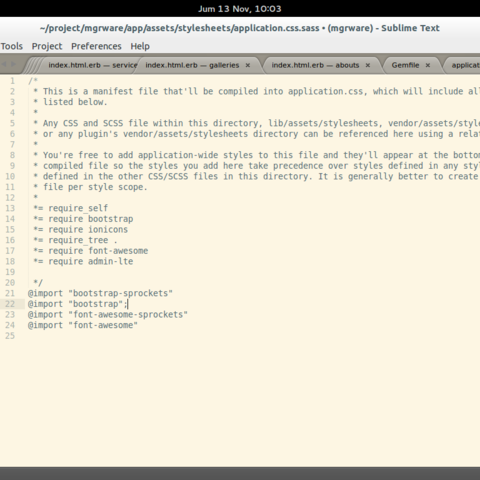 Jum 13 Nov, 10:03
~/project/mgrware/app/assets/stylesheets/application.css.sass • (mgrware) - Sublime Text
Tools Project Preferences Help
index.html.erb — service index.html.erb — galleries × index.html.erb — abouts × Gemfile × applicat
1 /*
2 * This is a manifest file that'll be compiled into application.css, which will include all
3 * listed below.
4 *
5 * Any CSS and SCSS file within this directory, lib/assets/stylesheets, vendor/assets/style
6 * or any plugin's vendor/assets/stylesheets directory can be referenced here using a relat
7 *
8 * You're free to add application-wide styles to this file and they'll appear at the bottom
9 * compiled file so the styles you add here take precedence over styles defined in any styl
10 * defined in the other CSS/SCSS files in this directory. It is generally better to create
11 * file per style scope.
12 *
13 *= require_self
14 *= require bootstrap
15 *= require ionicons
16 *= require_tree .
17 *= require font-awesome
18 *= require admin-lte
19
20 */
21 @import "bootstrap-sprockets"
22 @import "bootstrap";
23 @import "font-awesome-sprockets"
24 @import "font-awesome"
25